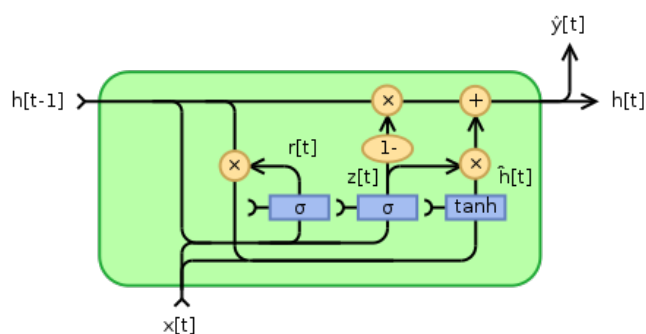 ŷ[t]
h[t-1]
×
+
h[t]
1-
r[t]
×
z[t]
×
ĥ[t]
σ
σ
tanh
x[t]